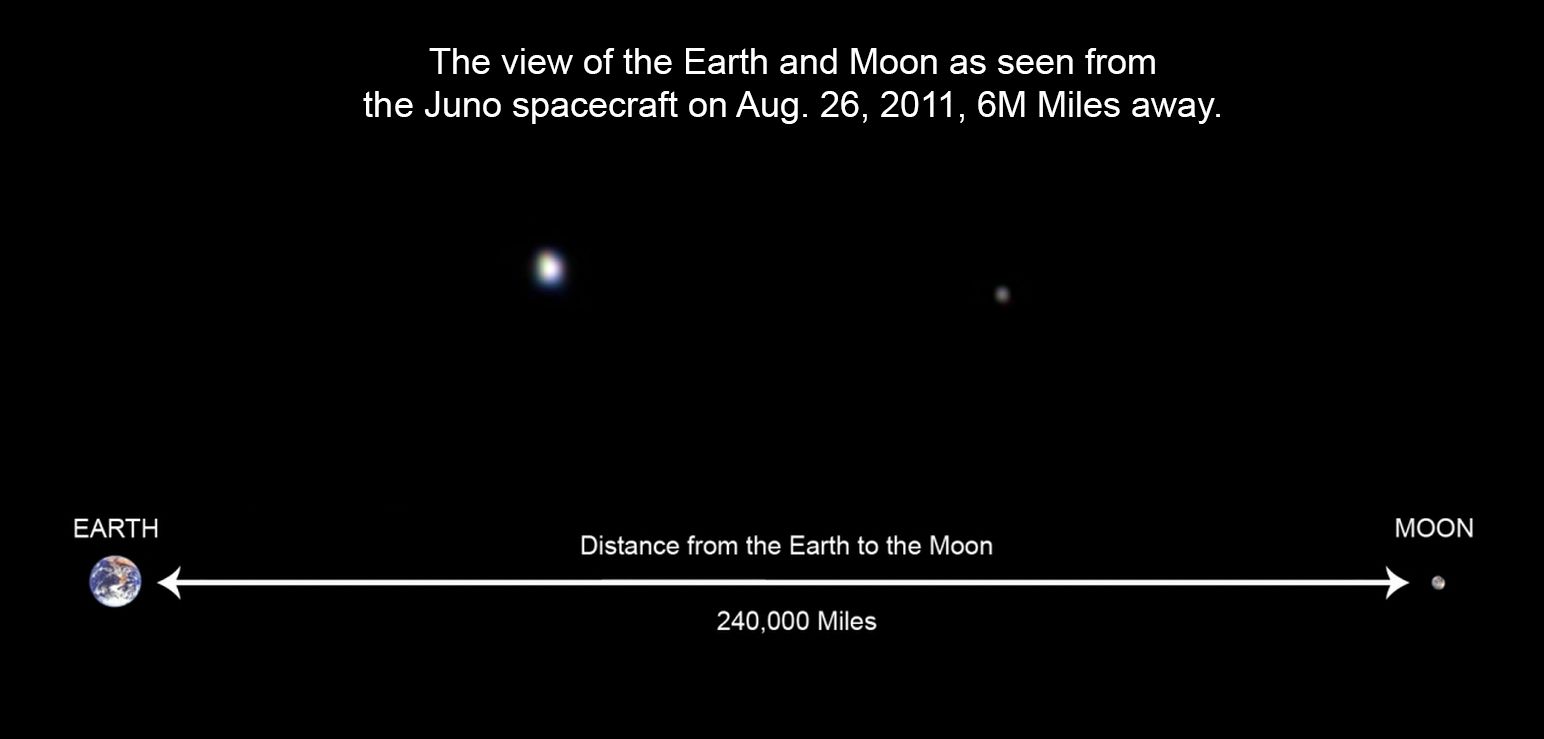 The view of the Earth and Moon as seen from
the Juno spacecraft on Aug. 26, 2011, 6M Miles away.
EARTH
MOON
Distance from the Earth to the Moon
240,000 Miles